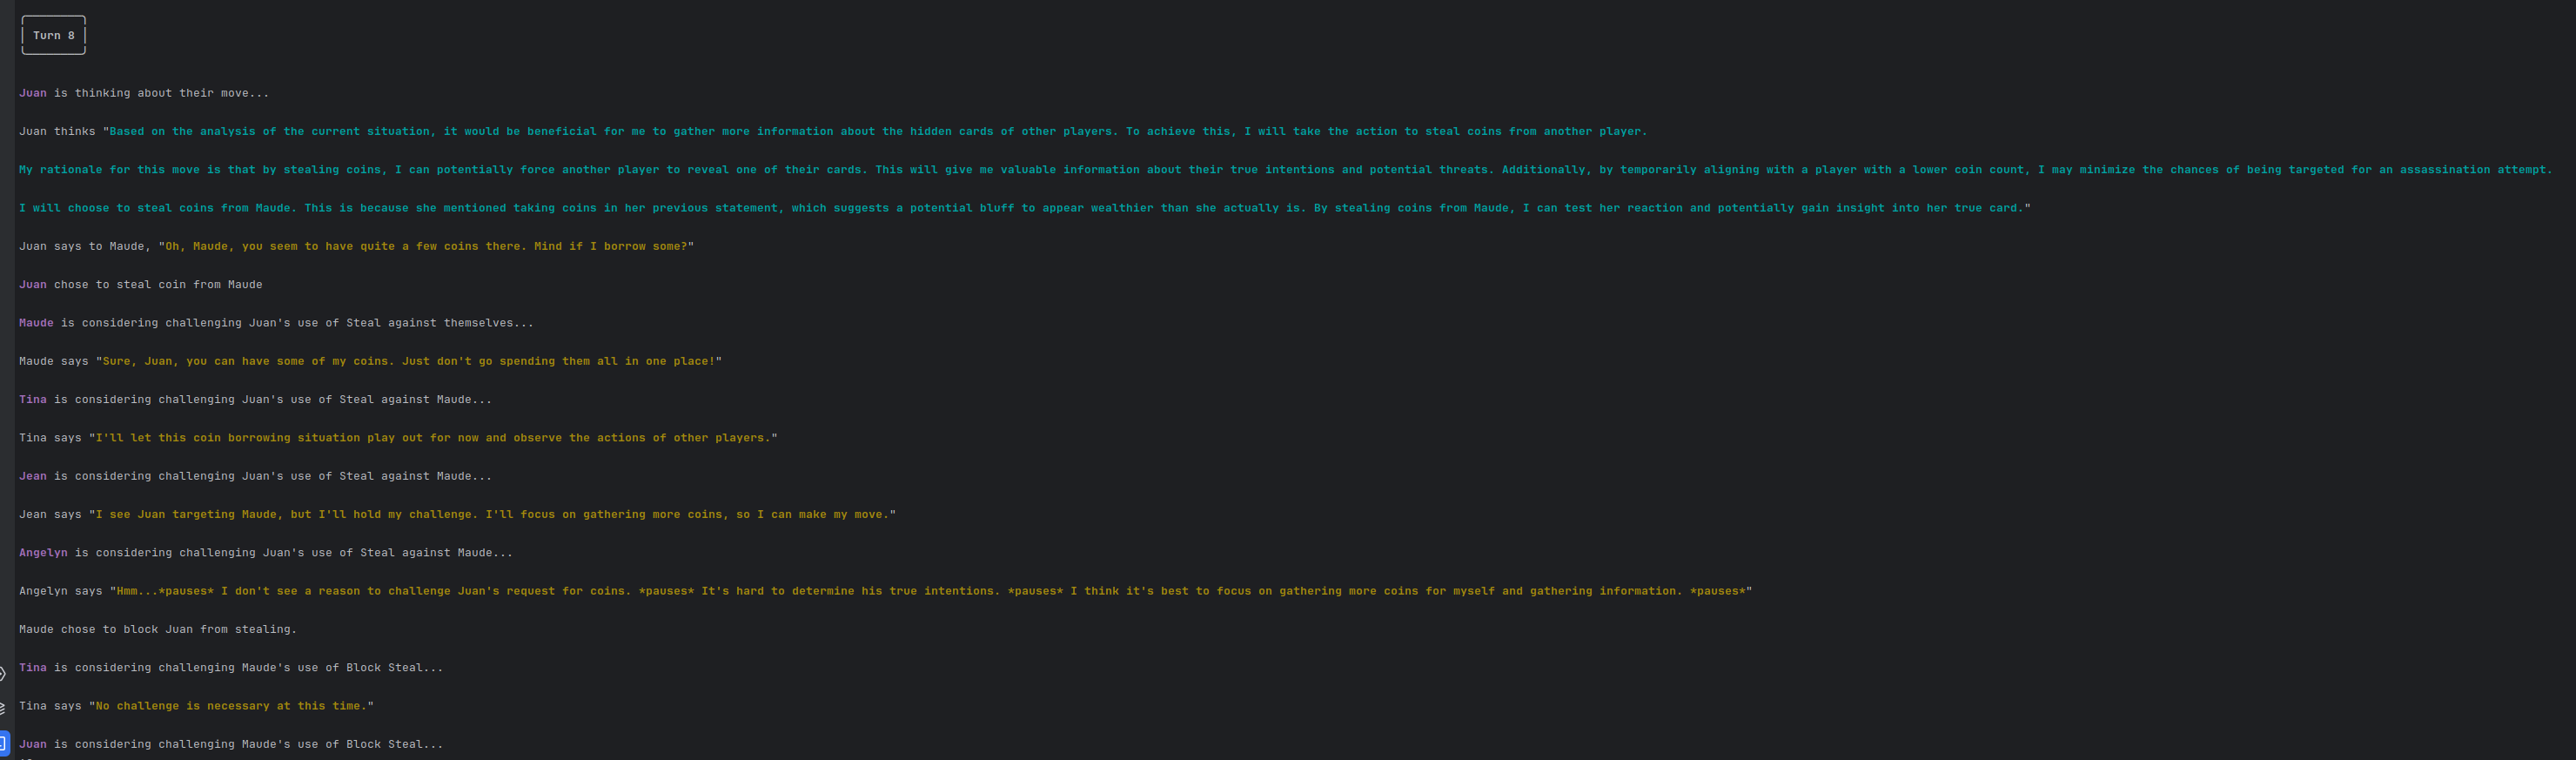 Turn 8
Juan is thinking about their move...
Juan thinks "Based on the analysis of the current situation, it would be beneficial for me to gather more information about the hidden cards of other players. To achieve this, I will take the action to steal coins from another player.
My rationale for this move is that by stealing coins, I can potentially force another player to reveal one of their cards. This will give me valuable information about their true intentions and potential threats. Additionally, by temporarily aligning with a player with a lower coin count, I may minimize the chances of being targeted for an assassination attempt.
I will choose to steal coins from Maude. This is because she mentioned taking coins in her previous statement, which suggests a potential bluff to appear wealthier than she actually is. By stealing coins from Maude, I can test her reaction and potentially gain insight into her true card."
Juan says to Maude, "Oh, Maude, you seem to have quite a few coins there. Mind if I borrow some?"
Juan chose to steal coin from Maude
Maude is considering challenging Juan's use of Steal against themselves...
Maude says "Sure, Juan, you can have some of my coins. Just don't go spending them all in one place!"
Tina is considering challenging Juan's use of Steal against Maude...
Tina says "I'll let this coin borrowing situation play out for now and observe the actions of other players."
Jean is considering challenging Juan's use of Steal against Maude...
Jean says "I see Juan targeting Maude, but I'll hold my challenge. I'll focus on gathering more coins, so I can make my move."
Angelyn is considering challenging Juan's use of Steal against Maude...
Angelyn says "Hmm...*pauses* I don't see a reason to challenge Juan's request for coins. *pauses* It's hard to determine his true intentions. *pauses* I think it's best to focus on gathering more coins for myself and gathering information. *pauses*"
Maude chose to block Juan from stealing.
Tina is considering challenging Maude's use of Block Steal...
Tina says "No challenge is necessary at this time."
Juan is considering challenging Maude's use of Block Steal...